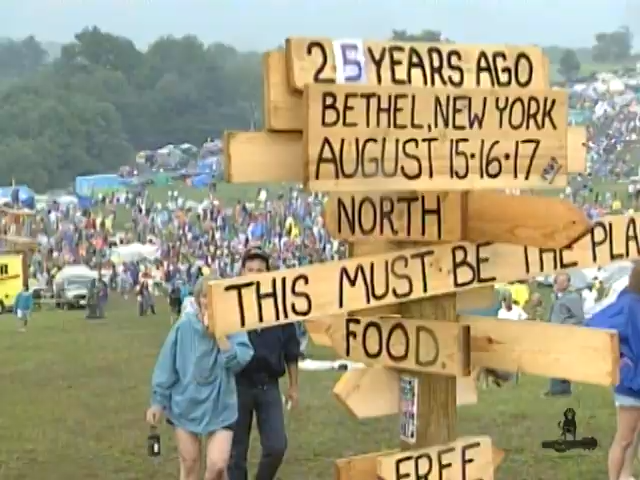 25 YEARS AGO
BETHEL, NEW YORK
AUGUST 15·16·17
NORTH
THIS MUST BE THE PLA
FOOD.
FREE